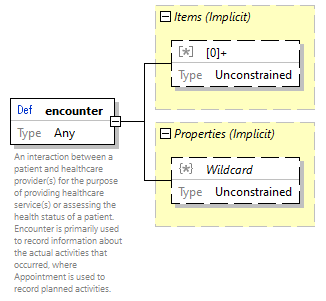 Items (Implicit)
[*] [0]+
Type Unconstrained
Def encounter
Type Any
Properties (Implicit)
{*} Wildcard
Type Unconstrained
An interaction between a
patient and healthcare
provider(s) for the purpose
of providing healthcare
service(s) or assessing the
health status of a patient.
Encounter is primarily used
to record information about
the actual activities that
occurred, where
Appointment is used to
record planned activities.